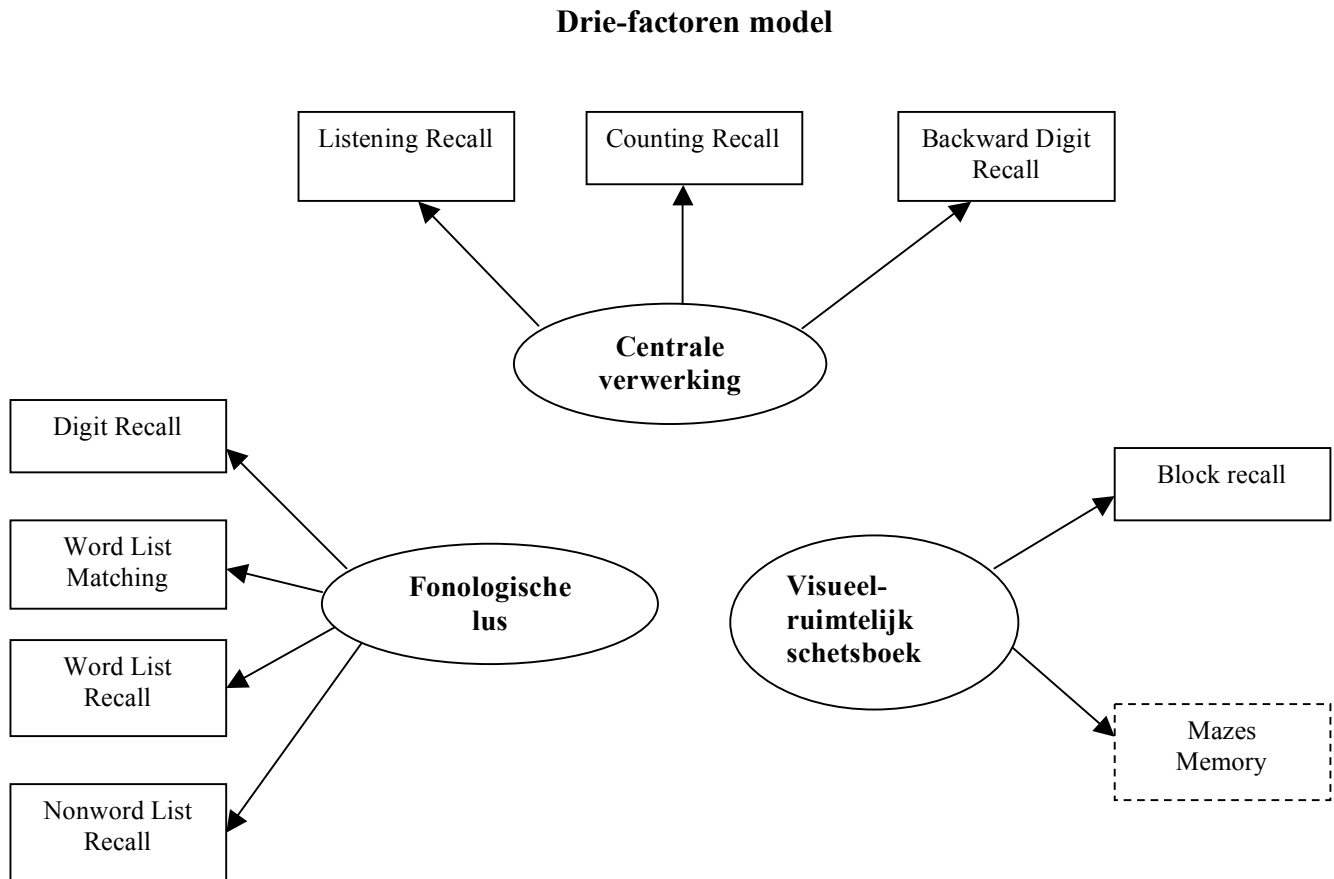 Drie-factoren model
Listening Recall
Counting Recall
Backward Digit
Recall
Centrale
verwerking
Digit Recall
Word List
Matching
Word List
Recall
Nonword List
Recall
Fonologische
lus
Visueel-
ruimtelijk
schetsboek
Block recall
Mazes
Memory